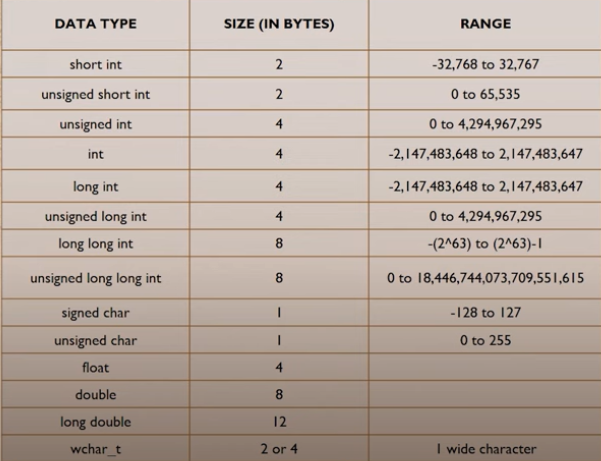 DATA TYPE SIZE (IN BYTES) RANGE
short int 2 -32,768 to 32,767
unsigned short int 2 0 to 65,535
unsigned int 4 0 to 4,294,967,295
int 4 -2,147,483,648 to 2,147,483,647
long int 4 -2,147,483,648 to 2,147,483,647
unsigned long int 4 0 to 4,294,967,295
long long int 8 -(2^63) to (2^63)-1
unsigned long long int 8 0 to 18,446,744,073,709,551,615
signed char 1 -128 to 127
unsigned char 1 0 to 255
float 4
double 8
long double 12
wchar_t 2 or 4 1 wide character